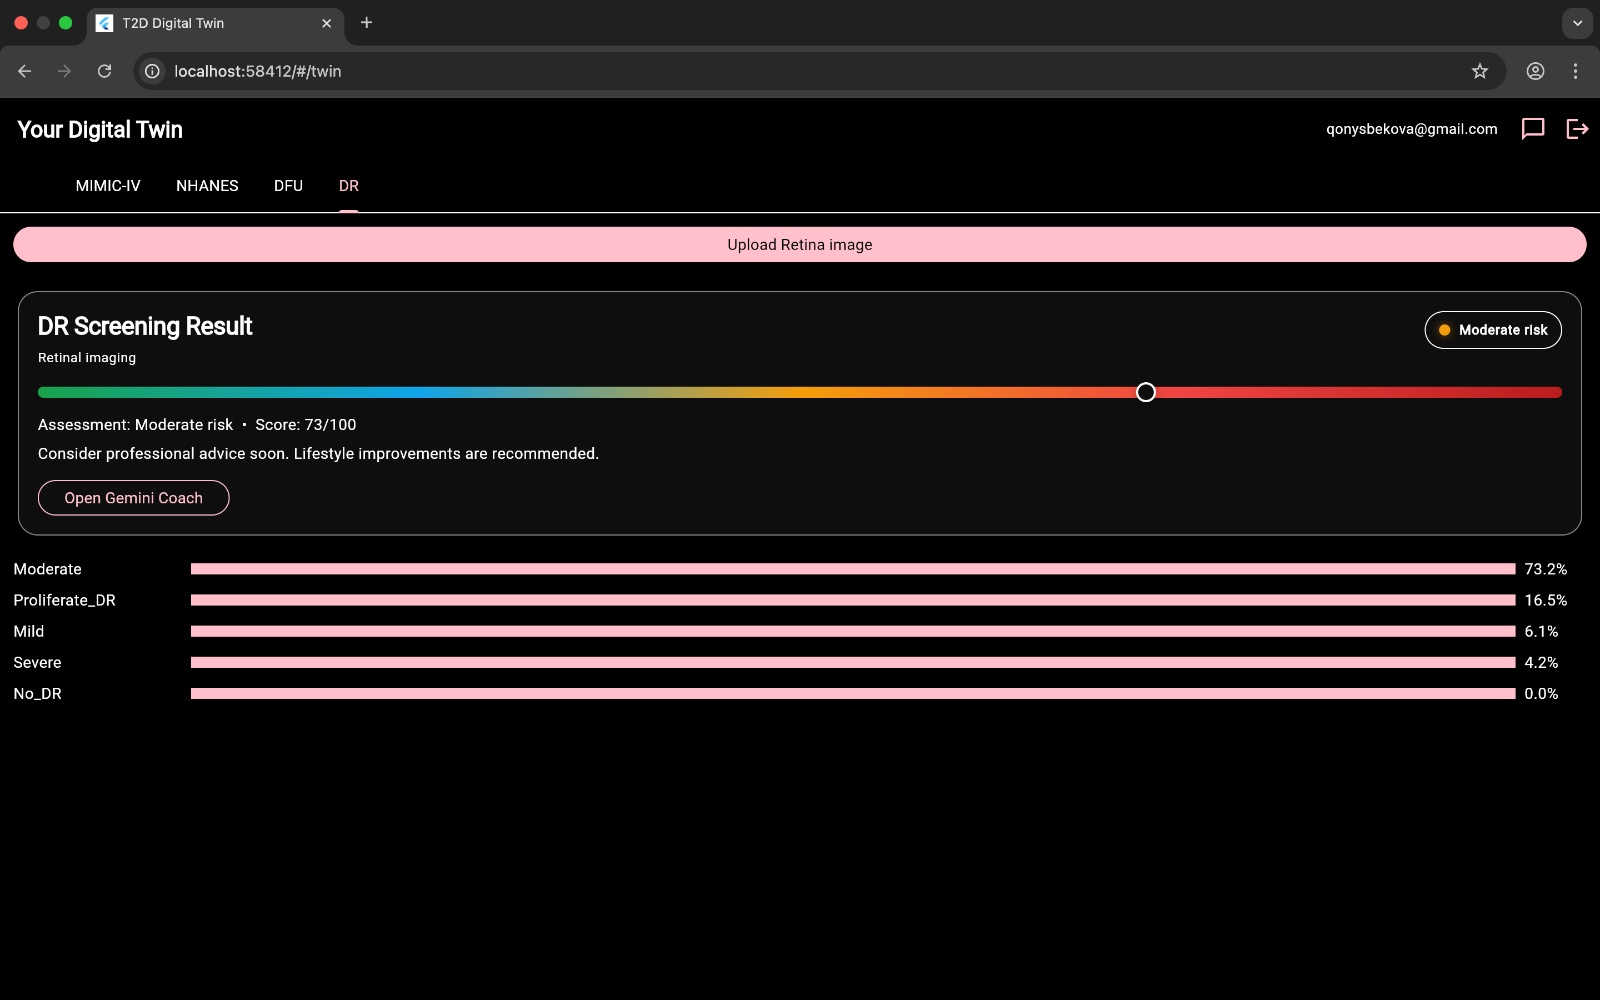 T2D Digital Twin
localhost:58412/#/twin
Your Digital Twin
qonysbekova@gmail.com
MIMIC-IV NHANES DFU DR
Upload Retina image
DR Screening Result
Moderate risk
Retinal imaging
Assessment: Moderate risk • Score: 73/100
Consider professional advice soon. Lifestyle improvements are recommended.
Open Gemini Coach
Moderate 73.2%
Proliferate_DR 16.5%
Mild 6.1%
Severe 4.2%
No_DR 0.0%